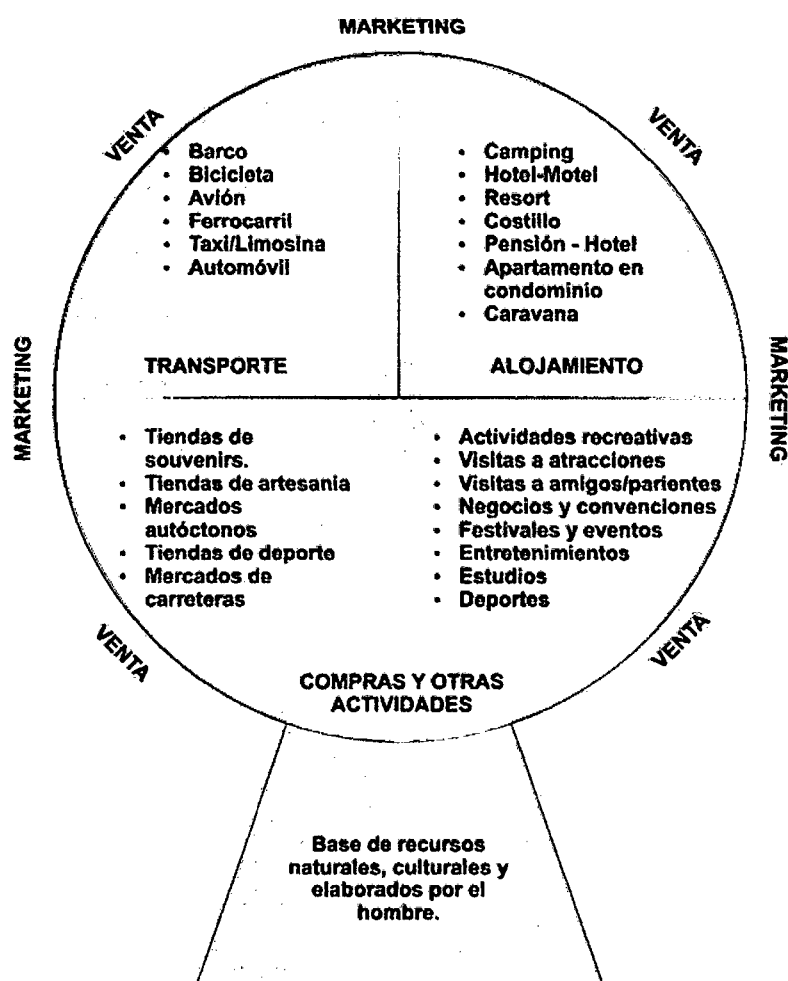 MARKETING
VENTA
VENTA
• Barco
• Bicicleta
• Avión
• Ferrocarril
• Taxi/Limosina
• Automóvil
• Camping
• Hotel-Motel
• Resort
• Costillo
• Pensión - Hotel
• Apartamento en
condominio
• Caravana
MARKETING
TRANSPORTE
ALOJAMIENTO
MARKETING
• Tiendas de
souvenirs.
• Tiendas de artesania
• Mercados
autóctonos
• Tiendas de deporte
• Mercados de
carreteras
• Actividades recreativas
• Visitas a atracciones
• Visitas a amigos/parientes
• Negocios y convenciones
• Festivales y eventos
• Entretenimientos
• Estudios
• Deportes
VENTA
VENTA
COMPRAS Y OTRAS
ACTIVIDADES
Base de recursos
naturales, culturales y
elaborados por el
hombre.